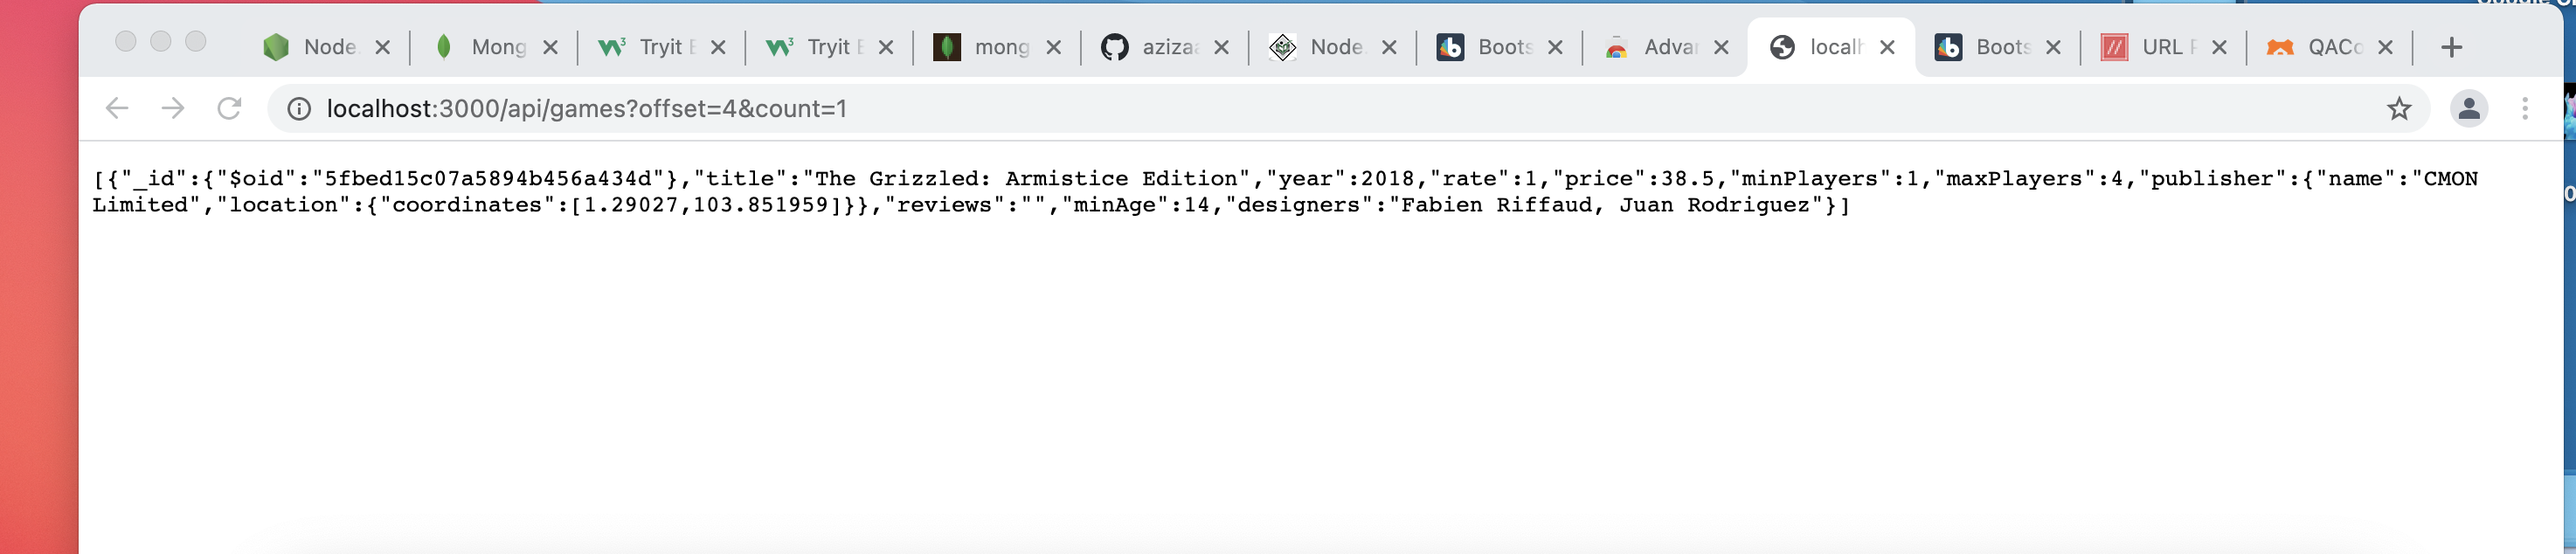 Node. Mong Tryit E Tryit E mong aziza Node. Boots Advar localh Boots URL F QACo
localhost:3000/api/games?offset=4&count=1
[{"_id":{"$oid":"5fbed15c07a5894b456a434d"},"title":"The Grizzled: Armistice Edition","year":2018,"rate":1,"price":38.5,"minPlayers":1,"maxPlayers":4,"publisher":{"name":"CMON
Limited","location":{"coordinates":[1.29027,103.851959]}},"reviews":"","minAge":14,"designers":"Fabien Riffaud, Juan Rodriguez"}]